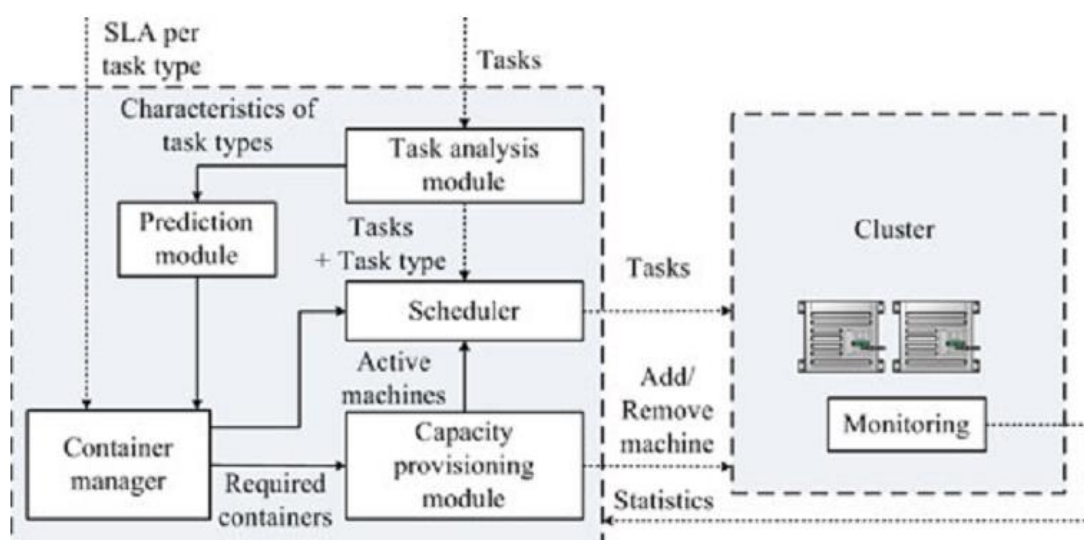 SLA per
task type
Tasks
Characteristics of
task types
Task analysis
module
Prediction
module
Tasks
+ Task type
Scheduler
Active
machines
Container
manager
Required
containers
Capacity
provisioning
module
Tasks
Add/
Remove
machine
Statistics
Cluster
Monitoring